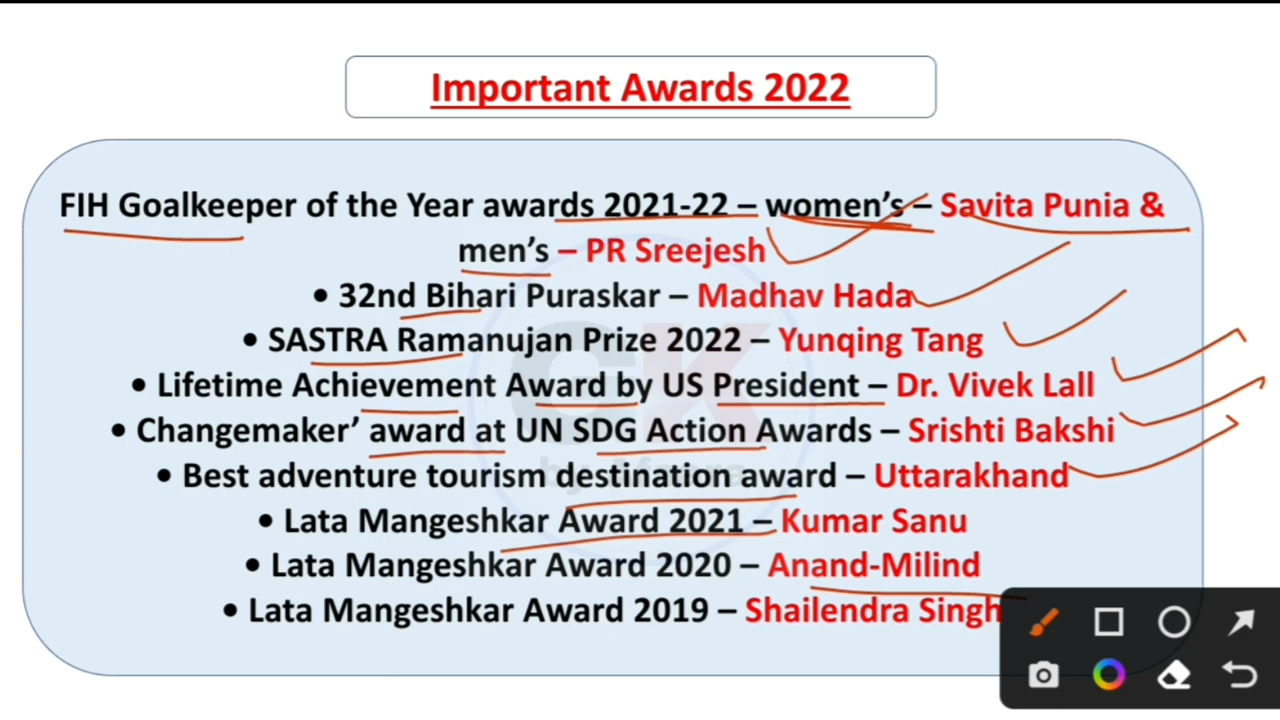 Important Awards 2022
FIH Goalkeeper of the Year awards 2021-22 – women's – Savita Punia &
men's – PR Sreejesh
• 32nd Bihari Puraskar – Madhav Hada
• SASTRA Ramanujan Prize 2022 – Yunqing Tang
• Lifetime Achievement Award by US President – Dr. Vivek Lall
• Changemaker' award at UN SDG Action Awards – Srishti Bakshi
• Best adventure tourism destination award – Uttarakhand
• Lata Mangeshkar Award 2021 – Kumar Sanu
• Lata Mangeshkar Award 2020 – Anand-Milind
• Lata Mangeshkar Award 2019 – Shailendra Singh
GK